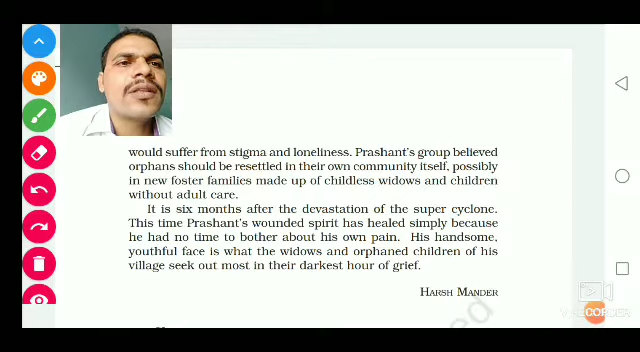 would suffer from stigma and loneliness. Prashant's group believed
orphans should be resettled in their own community itself, possibly
in new foster families made up of childless widows and children
without adult care.
It is six months after the devastation of the super cyclone.
This time Prashant's wounded spirit has healed simply because
he had no time to bother about his own pain. His handsome,
youthful face is what the widows and orphaned children of his
village seek out most in their darkest hour of grief.
HARSH MANDER
RECORDER